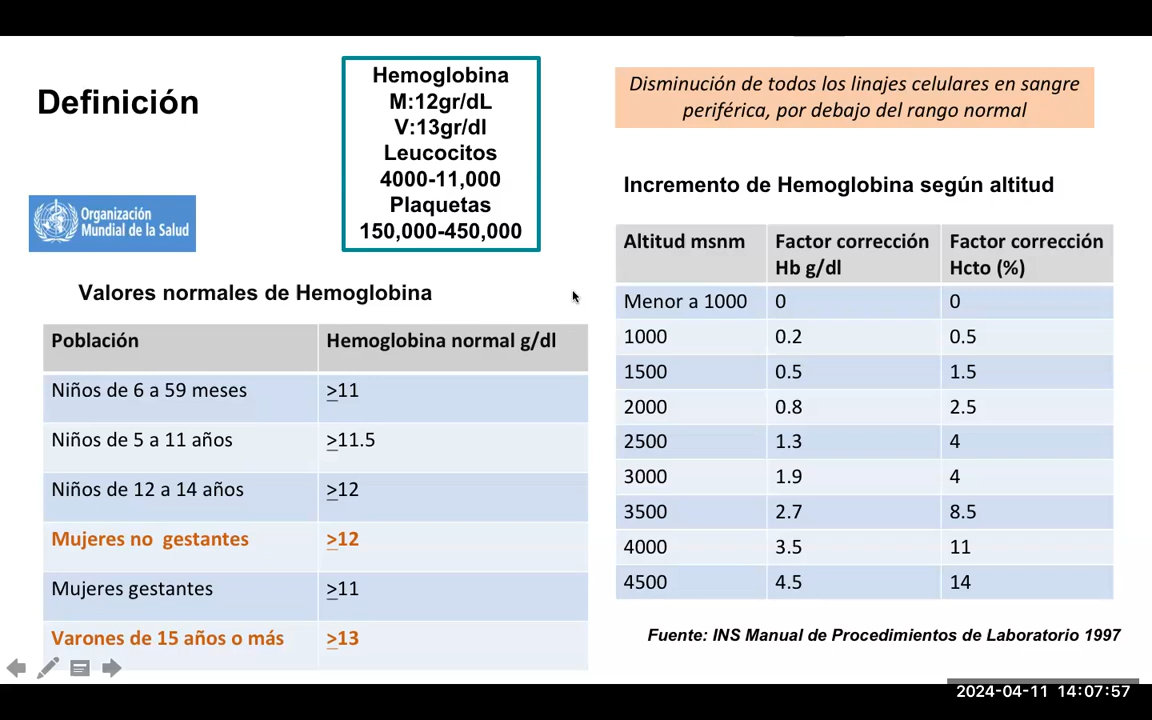 Definición
Hemoglobina
M:12gr/dL
V:13gr/dl
Leucocitos
4000-11,000
Plaquetas
150,000-450,000
Disminución de todos los linajes celulares en sangre
periférica, por debajo del rango normal
Organización
Mundial de la Salud
Valores normales de Hemoglobina
Población Hemoglobina normal g/dl
Niños de 6 a 59 meses >11
Niños de 5 a 11 años >11.5
Niños de 12 a 14 años >12
Mujeres no gestantes >12
Mujeres gestantes >11
Varones de 15 años o más >13
Incremento de Hemoglobina según altitud
Altitud msnm Factor corrección Factor corrección
Hb g/dl Hcto (%)
Menor a 1000 0 0
1000 0.2 0.5
1500 0.5 1.5
2000 0.8 2.5
2500 1.3 4
3000 1.9 4
3500 2.7 8.5
4000 3.5 11
4500 4.5 14
Fuente: INS Manual de Procedimientos de Laboratorio 1997
2024-04-11 14:07:57